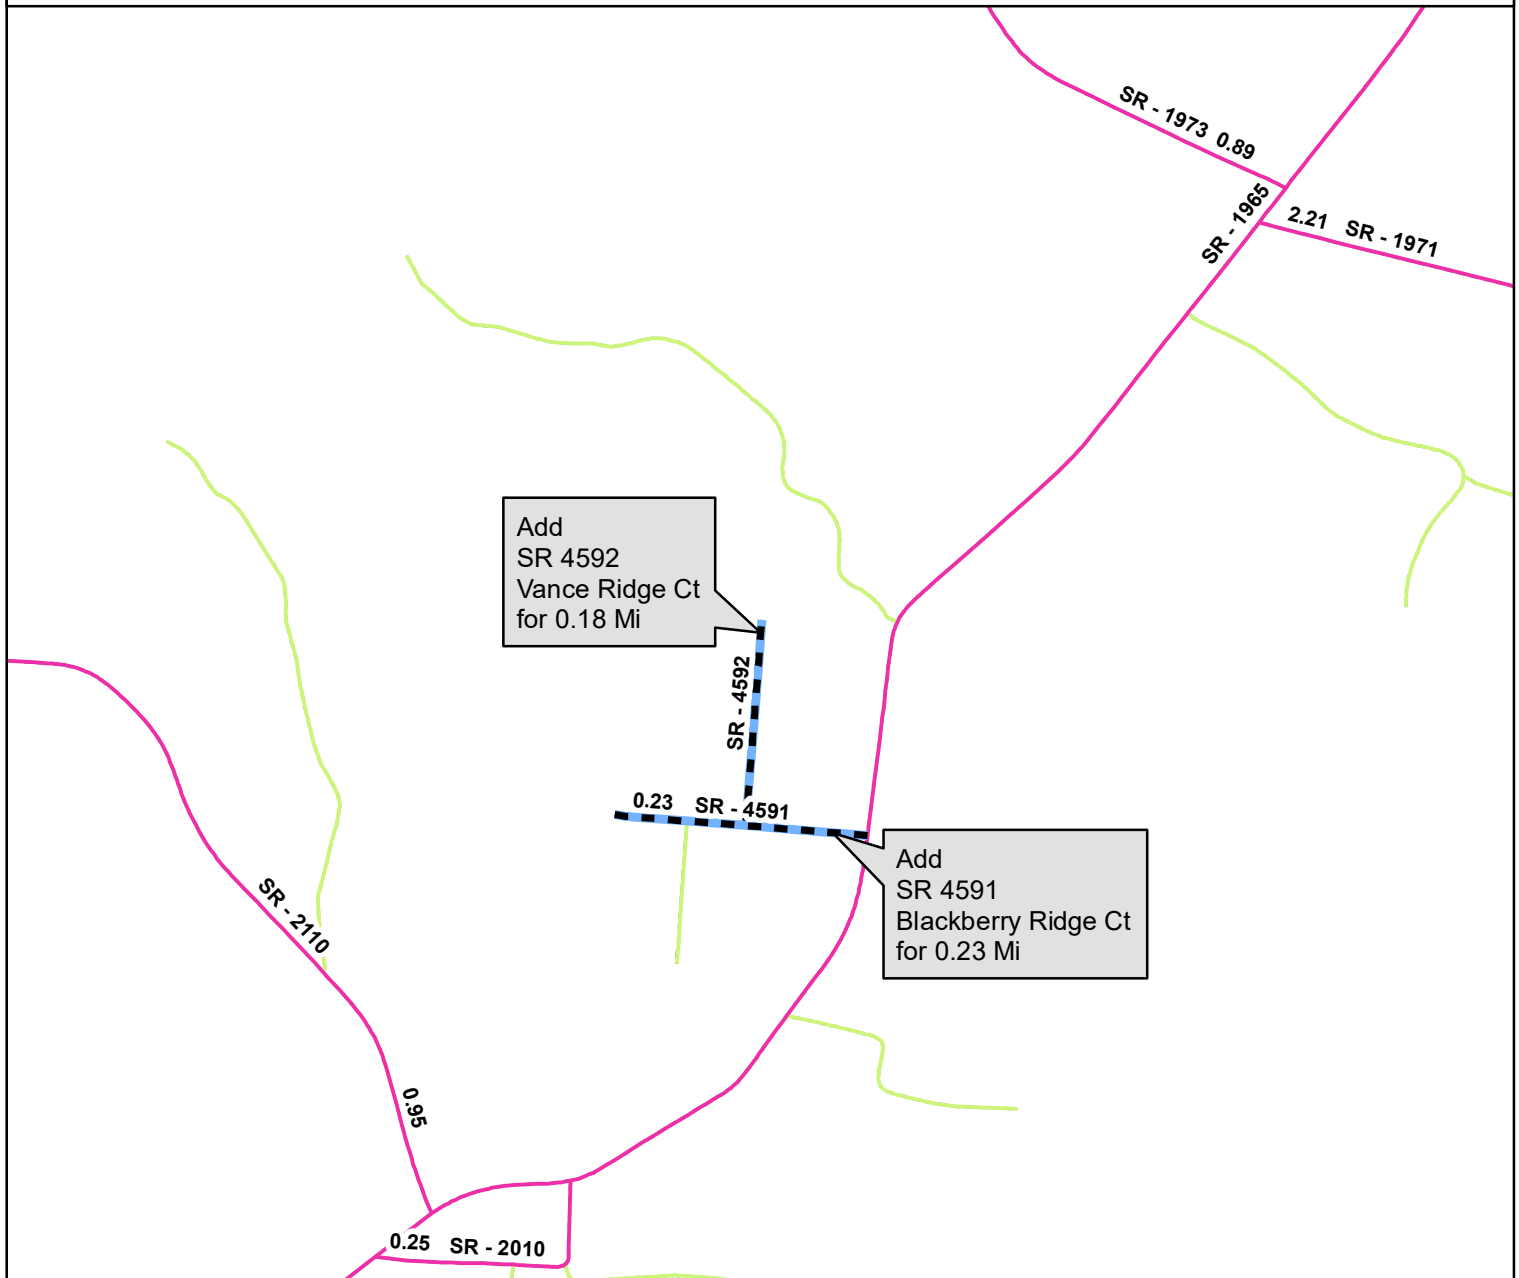 SR - 1973 0.89
SR - 1965
2.21 SR - 1971
Add
SR 4592
Vance Ridge Ct
for 0.18 Mi
SR - 4592
0.23 SR - 4591
Add
SR 4591
Blackberry Ridge Ct
for 0.23 Mi
SR - 2110
0.95
0.25 SR - 2010